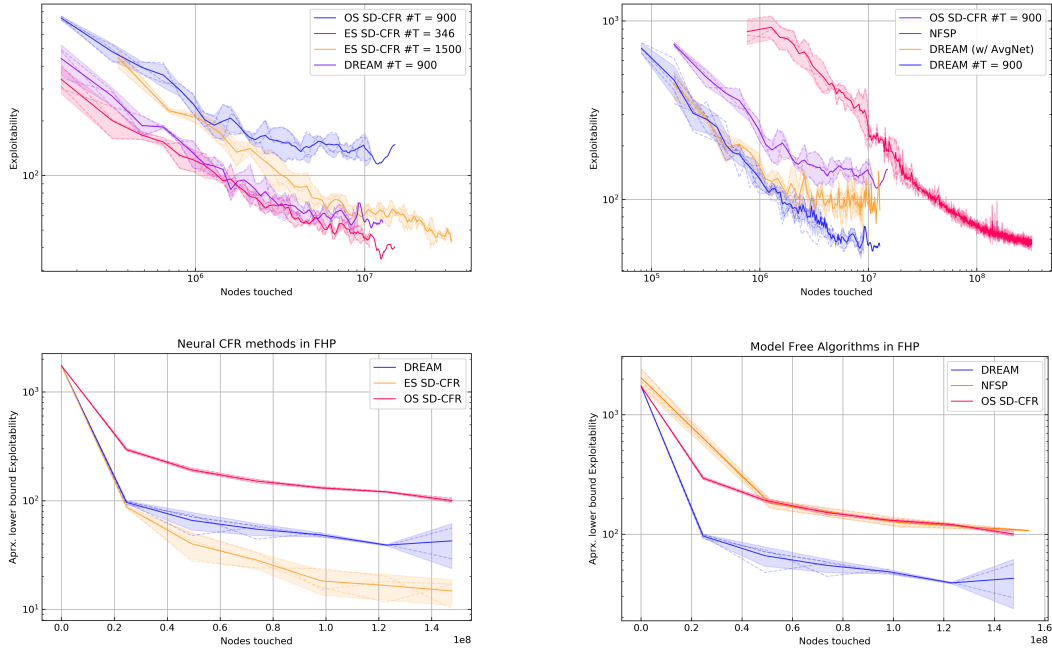 OS SD-CFR #T = 900
ES SD-CFR #T = 346
ES SD-CFR #T = 1500
DREAM #T = 900
Exploitability
10²
10⁶
10⁷
Nodes touched
OS SD-CFR #T = 900
NFSP
DREAM (w/ AvgNet)
DREAM #T = 900
Exploitability
10³
10²
10⁵
10⁶
10⁷
10⁸
Nodes touched
Neural CFR methods in FHP
DREAM
ES SD-CFR
OS SD-CFR
Aprx. lower bound Exploitability
10³
10²
10¹
0.0 0.2 0.4 0.6 0.8 1.0 1.2 1.4
Nodes touched
1e8
Model Free Algorithms in FHP
DREAM
NFSP
OS SD-CFR
Aprx. lower bound Exploitability
10³
10²
0.0 0.2 0.4 0.6 0.8 1.0 1.2 1.4 1.6
Nodes touched
1e8